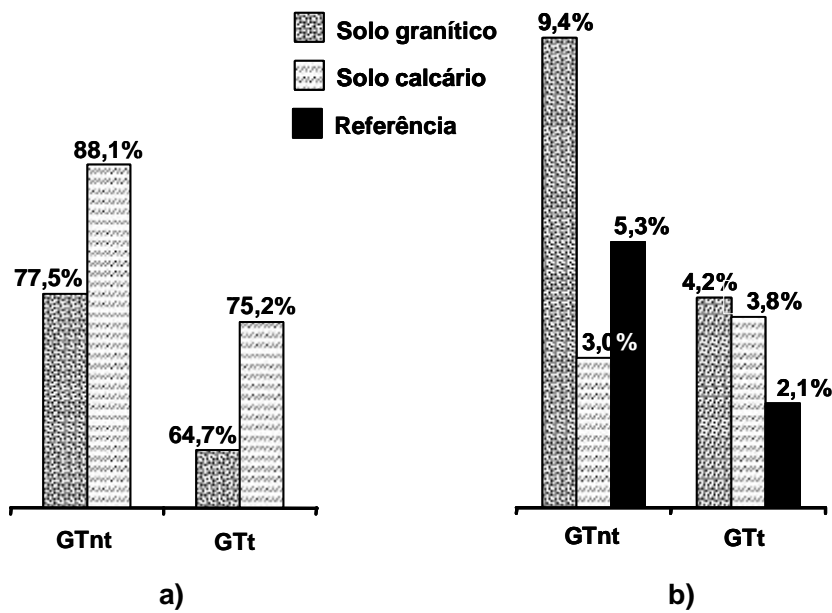 Solo granítico
Solo calcário
Referência
88,1%
77,5%
75,2%
64,7%
GTnt
GTt
a)
9,4%
5,3%
3,0%
4,2%
3,8%
2,1%
GTnt
GTt
b)